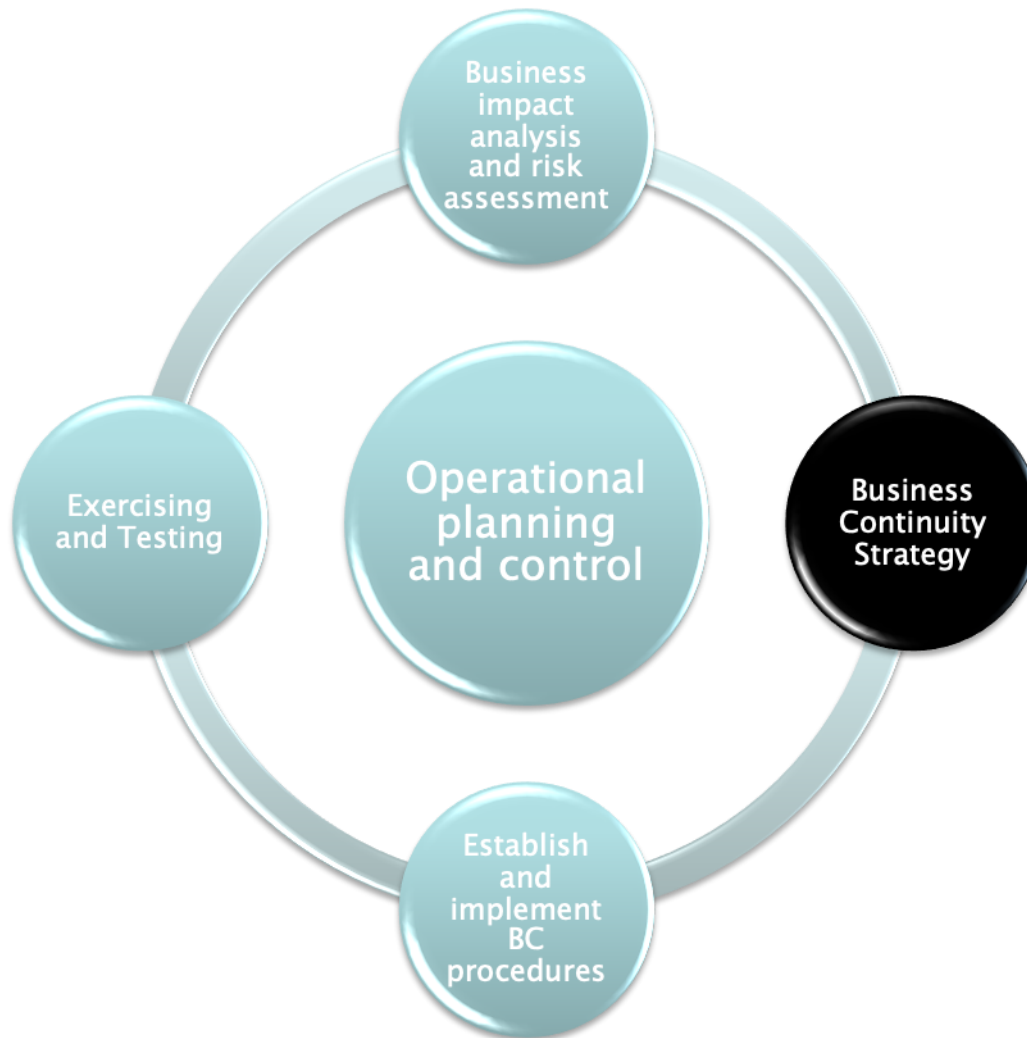 Business
impact
analysis
and risk
assessment
Exercising
and Testing
Operational
planning
and control
Business
Continuity
Strategy
Establish
and
implement
BC
procedures